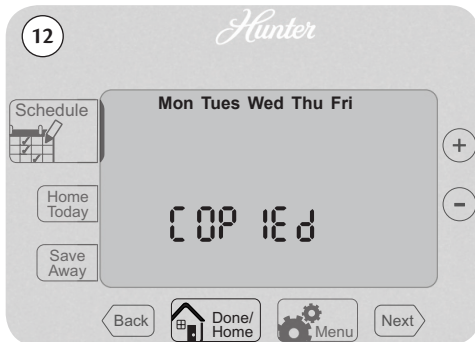 12
Hunter
Schedule
Mon Tues Wed Thu Fri
+
Home
Today
COPIEd
-
Save
Away
Back
Done/
Home
Menu
Next